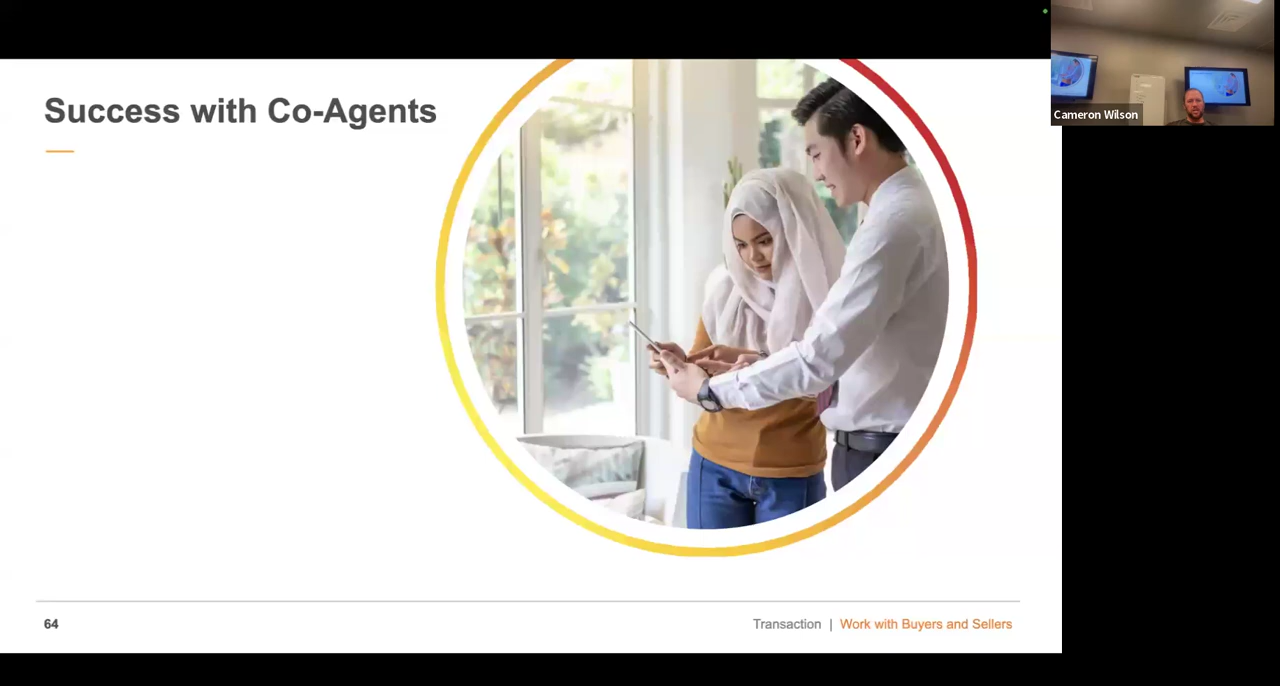 Success with Co-Agents
Cameron Wilson
64
Transaction | Work with Buyers and Sellers